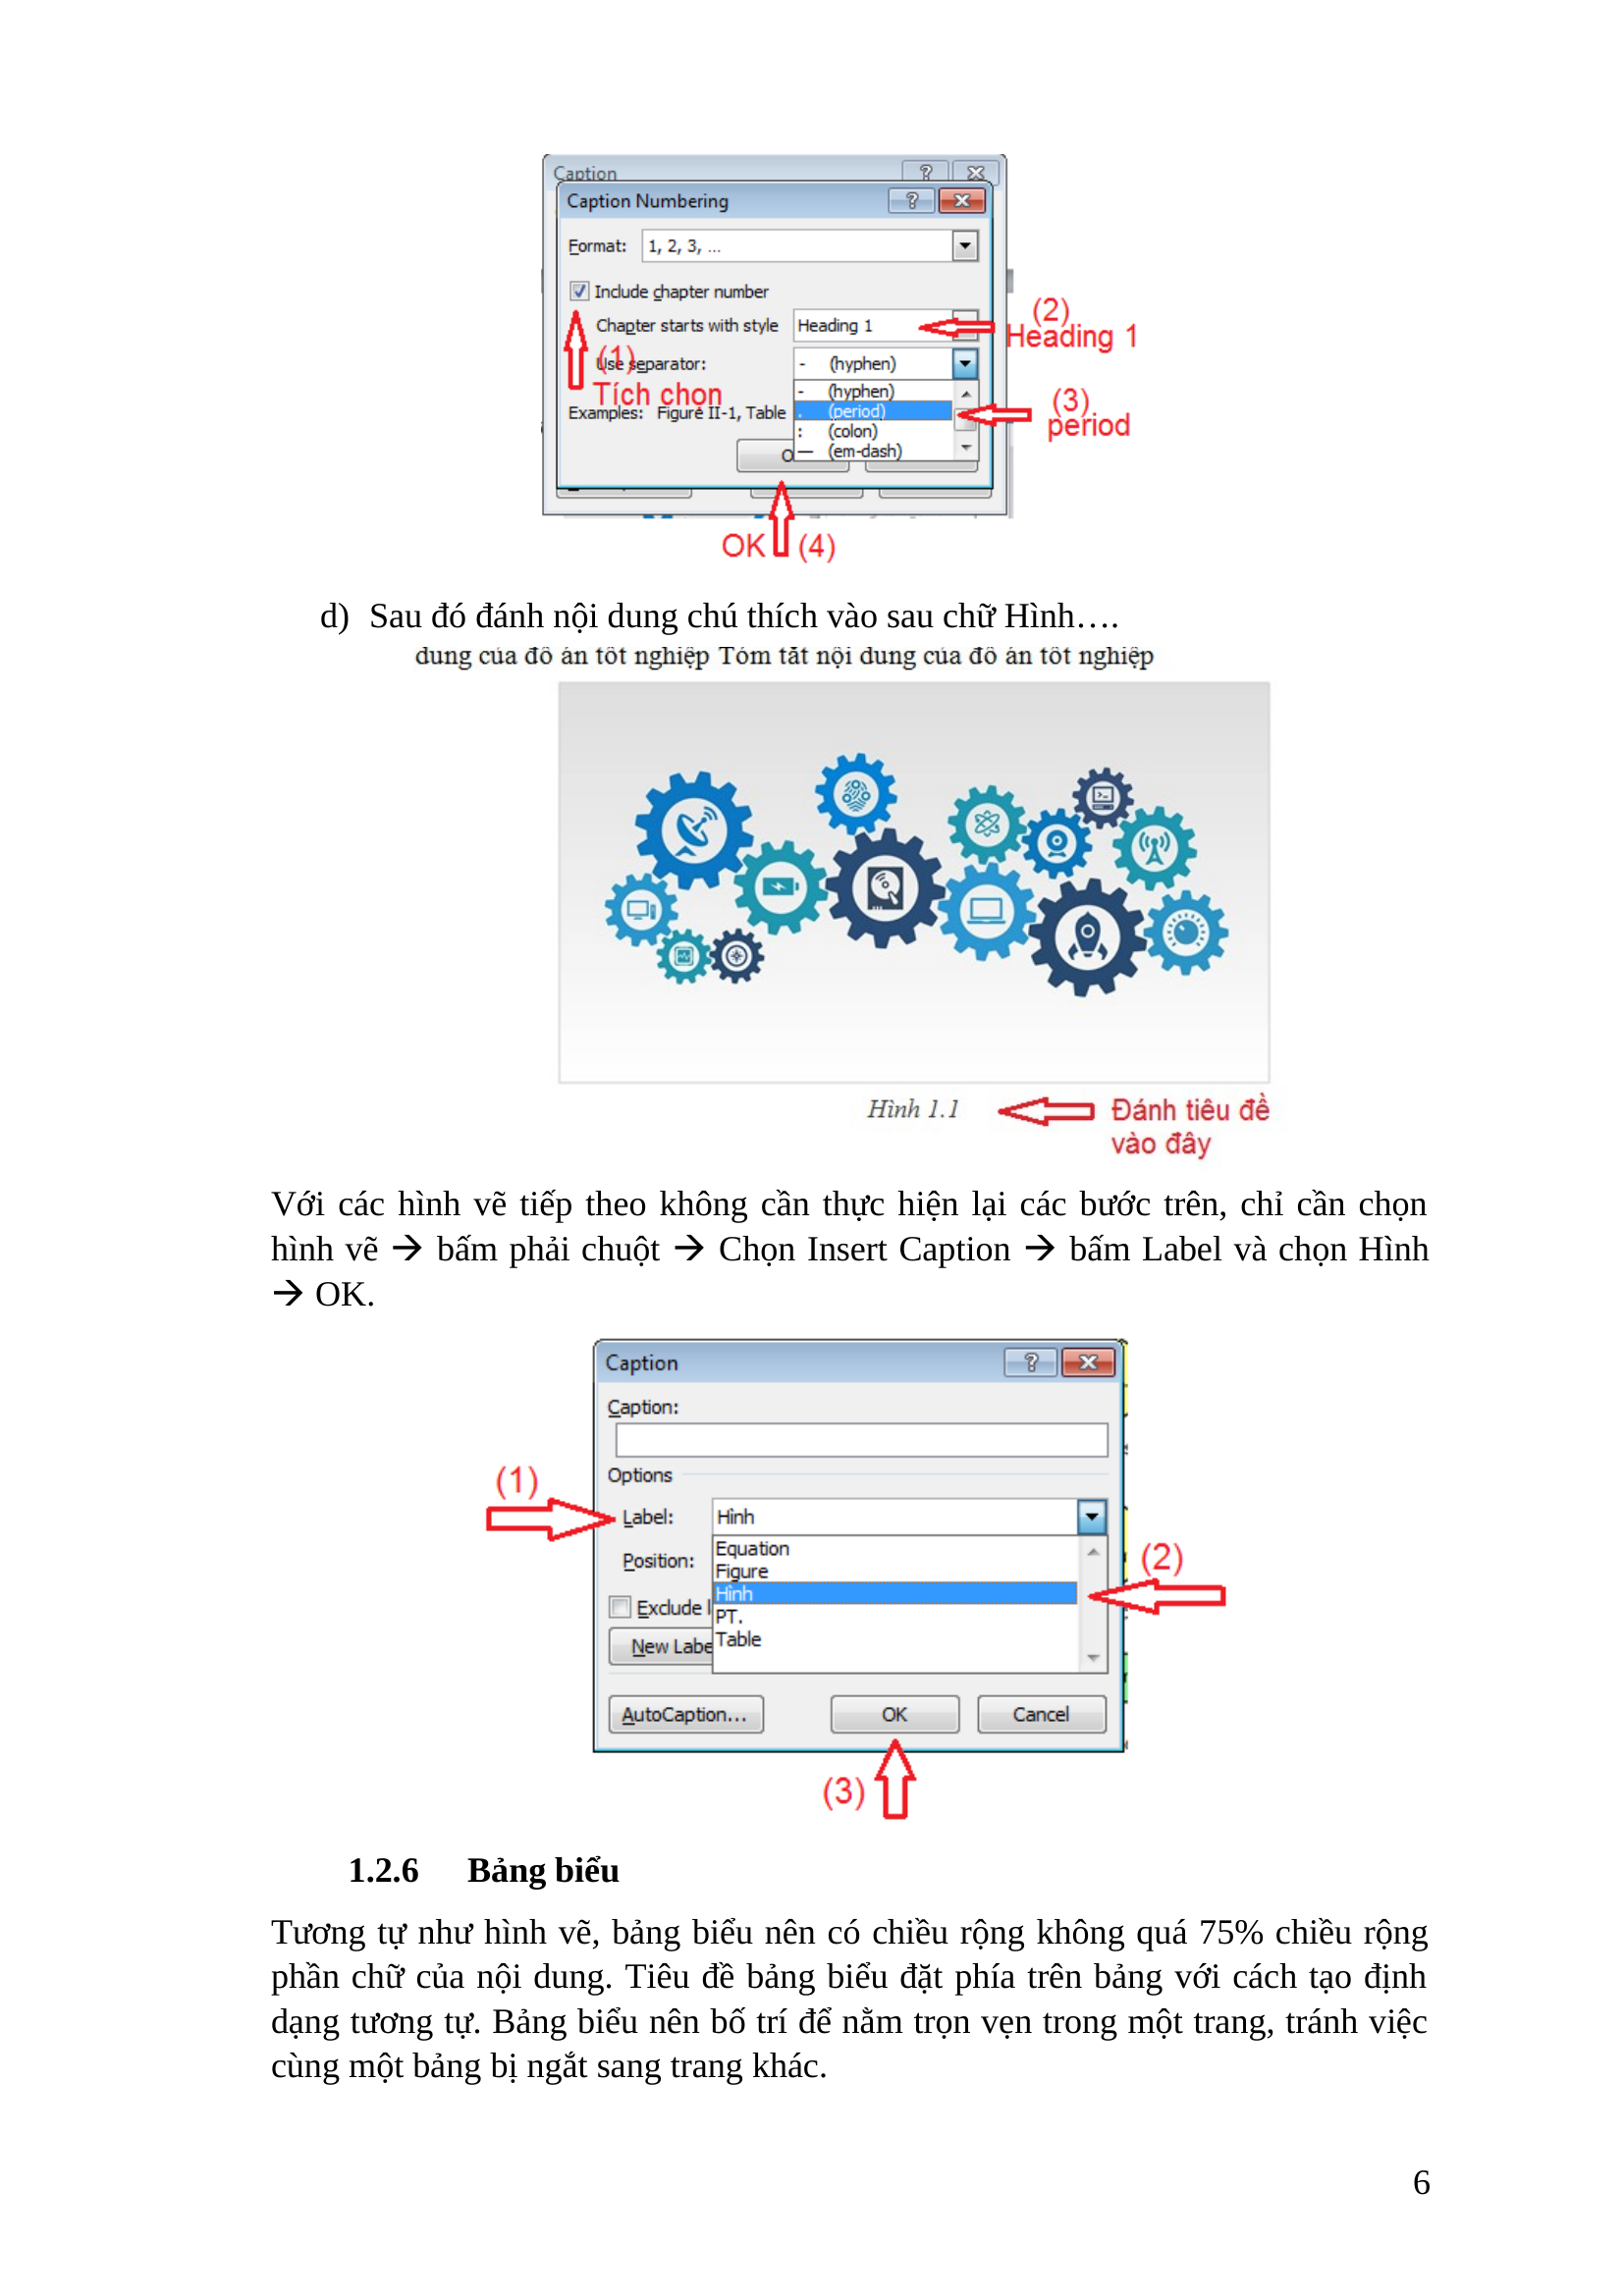 Caption
Caption Numbering
Format: 1, 2, 3, ...
Include chapter number
(2)
Chapter starts with style Heading 1
Heading 1
(1)
Use separator: - (hyphen)
Tích chọn
- (hyphen)
(3)
Examples: Figure II-1, Table
. (period)
period
: (colon)
— (em-dash)
OK (4)
d) Sau đó đánh nội dung chú thích vào sau chữ Hình….
dung của đồ án tốt nghiệp Tóm tắt nội dung của đồ án tốt nghiệp
Hình 1.1
Đánh tiêu đề
vào đây
Với các hình vẽ tiếp theo không cần thực hiện lại các bước trên, chỉ cần chọn
hình vẽ → bấm phải chuột → Chọn Insert Caption → bấm Label và chọn Hình
→ OK.
Caption
Caption:
Options
(1)
Label: Hình
Equation
(2)
Position:
Figure
Hình
Exclude l
PT.
New Labe
Table
AutoCaption... OK Cancel
(3)
1.2.6 Bảng biểu
Tương tự như hình vẽ, bảng biểu nên có chiều rộng không quá 75% chiều rộng
phần chữ của nội dung. Tiêu đề bảng biểu đặt phía trên bảng với cách tạo định
dạng tương tự. Bảng biểu nên bố trí để nằm trọn vẹn trong một trang, tránh việc
cùng một bảng bị ngắt sang trang khác.
6